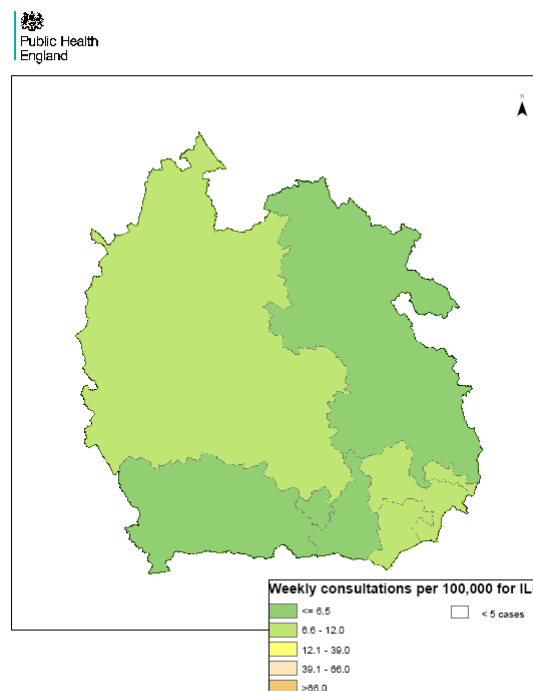 Public Health
England
N
Weekly consultations per 100,000 for ILI
<= 6.5
< 5 cases
6.6 - 12.0
12.1 - 39.0
39.1 - 66.0
>66.0